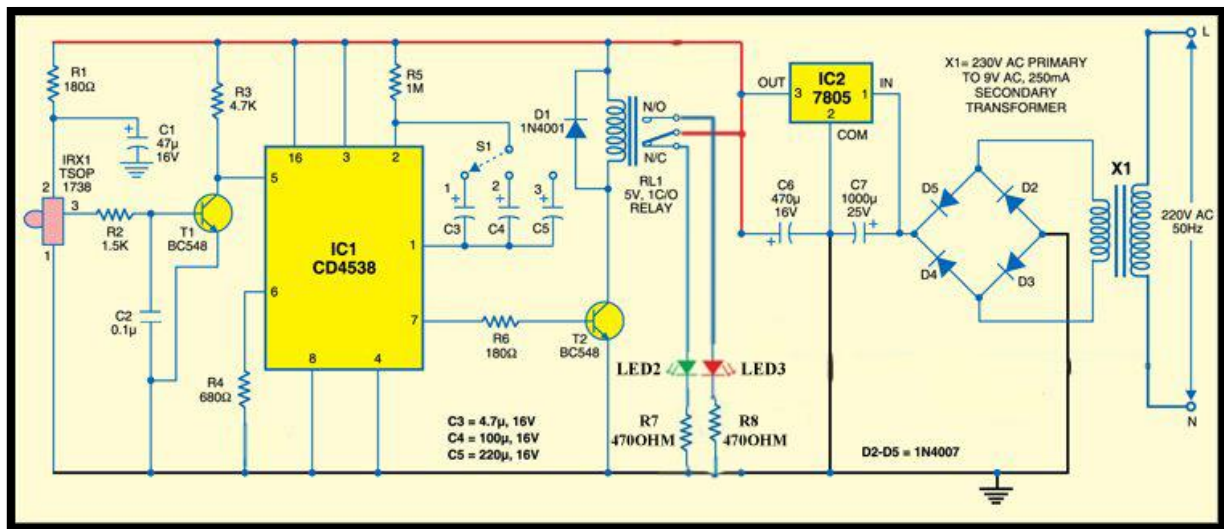 R1
180Ω
C1
47µ
16V
IRX1
TSOP
1738
2
3
1
R2
1.5K
C2
0.1µ
R3
4.7K
T1
BC548
R4
680Ω
16
3
2
5
1
6
7
8
4
IC1
CD4538
R5
1M
S1
1
2
3
C3
C4
C5
R6
180Ω
C3 = 4.7µ, 16V
C4 = 100µ, 16V
C5 = 220µ, 16V
D1
1N4001
N/O
N/C
RL1
5V, 1C/O
RELAY
T2
BC548
LED2
LED3
R7
470OHM
R8
470OHM
OUT
3
IC2
7805
1
IN
2
COM
C6
470µ
16V
C7
1000µ
25V
D5
D2
D4
D3
D2-D5 = 1N4007
X1= 230V AC PRIMARY
TO 9V AC, 250mA
SECONDARY
TRANSFORMER
X1
L
220V AC
50Hz
N